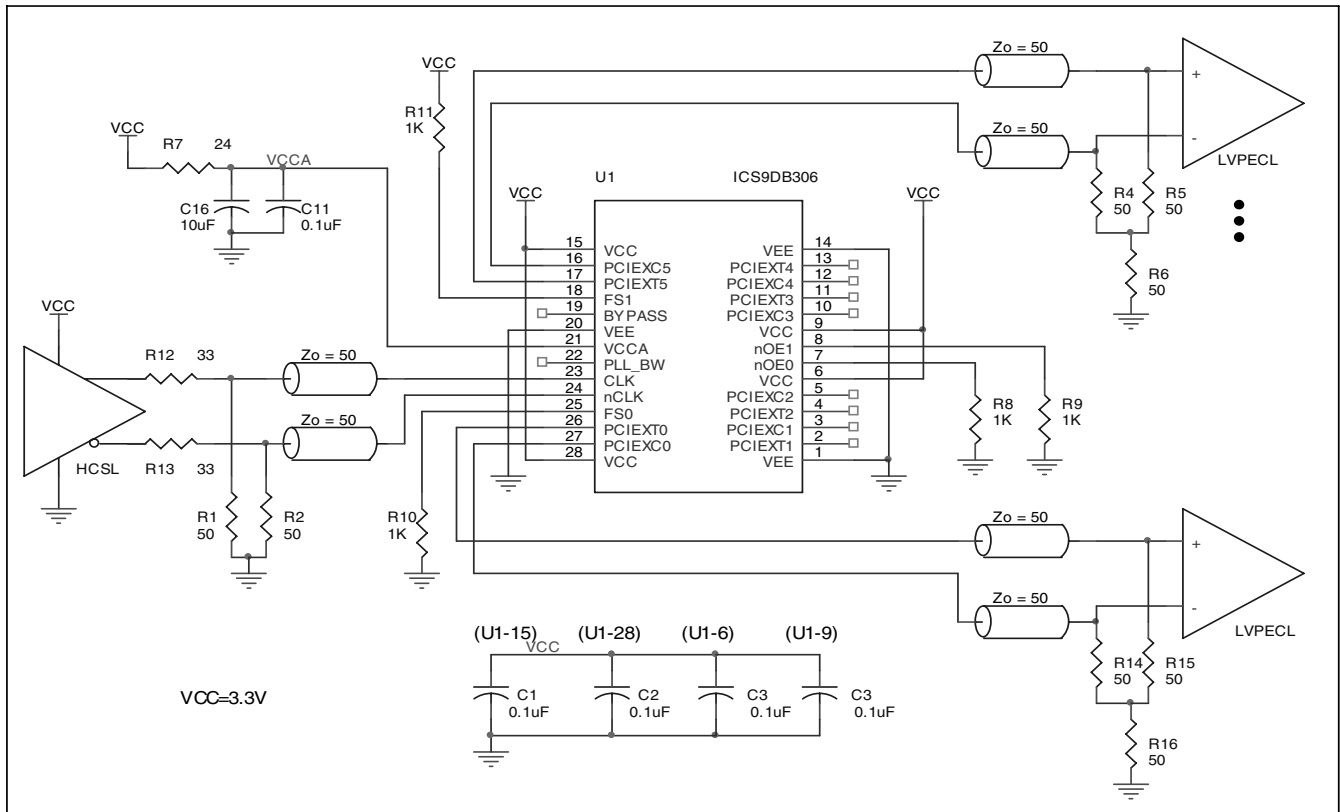 Zo = 50
VCC
R11
1K
VCC
R7 24
VCCA
C16
10uF
C11
0.1uF
Zo = 50
+
-
LVPECL
R4
50
R5
50
R6
50
U1
ICS9DB306
VCC
VCC
15 VCC
16 PCIEXC5
17 PCIEXT5
18 FS1
19 BYPASS
20 VEE
21 VCCA
22 PLL_BW
23 CLK
24 nCLK
25 FS0
26 PCIEXT0
27 PCIEXC0
28 VCC
VEE 14
PCIEXT4 13
PCIEXC4 12
PCIEXT3 11
PCIEXC3 10
VCC 9
nOE1 8
nOE0 7
VCC 6
PCIEXC2 5
PCIEXT2 4
PCIEXC1 3
PCIEXT1 2
VEE 1
VCC
R12 33
Zo = 50
Zo = 50
R13 33
HCSL
R1
50
R2
50
R10
1K
R8
1K
R9
1K
Zo = 50
Zo = 50
+
-
LVPECL
R14
50
R15
50
R16
50
(U1-15)
(U1-28)
(U1-6)
(U1-9)
VCC
C1
0.1uF
C2
0.1uF
C3
0.1uF
C3
0.1uF
VCC=3.3V